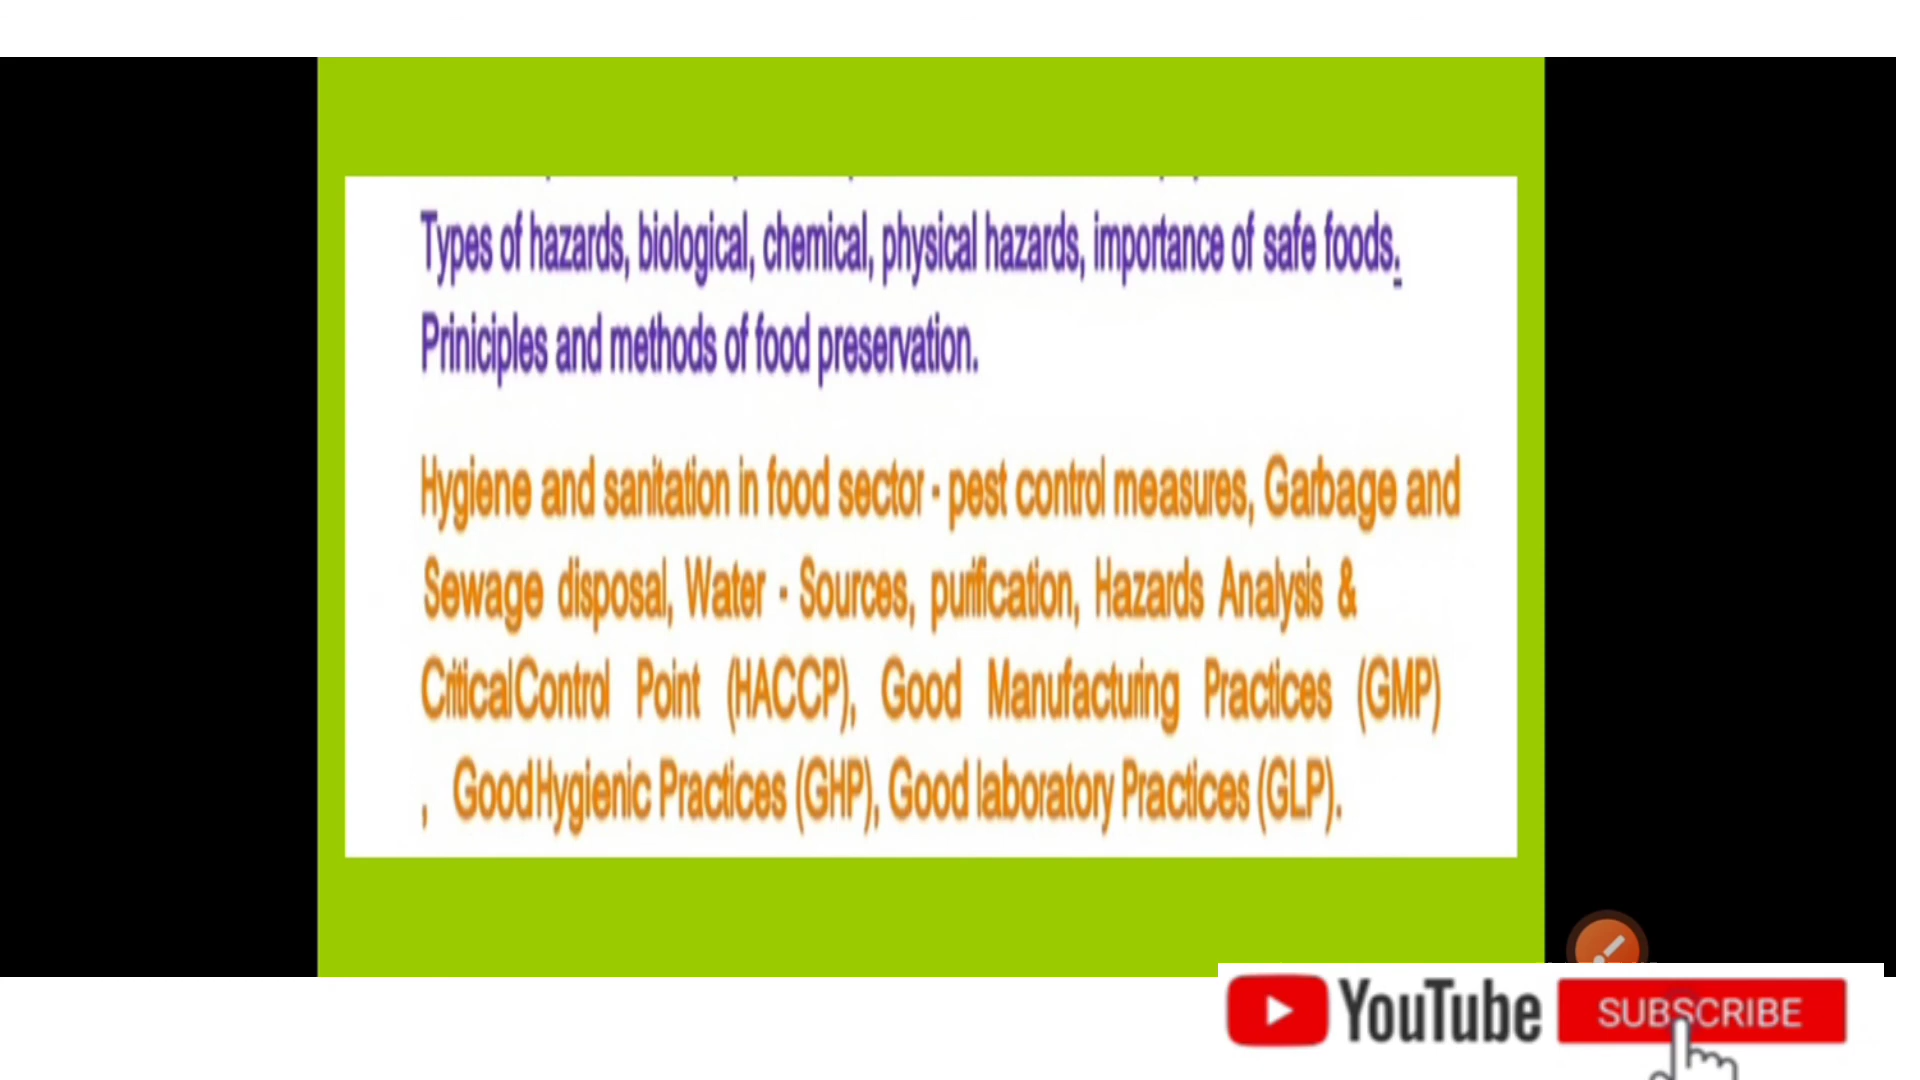 Types of hazards, biological, chemical, physical hazards, importance of safe foods.
Priniciples and methods of food preservation.
Hygiene and sanitation in food sector - pest control measures, Garbage and
Sewage disposal, Water - Sources, purification, Hazards Analysis &
CriticalControl Point (HACCP), Good Manufacturing Practices (GMP)
, GoodHygienic Practices (GHP), Good laboratory Practices (GLP).
YouTube SUBSCRIBE